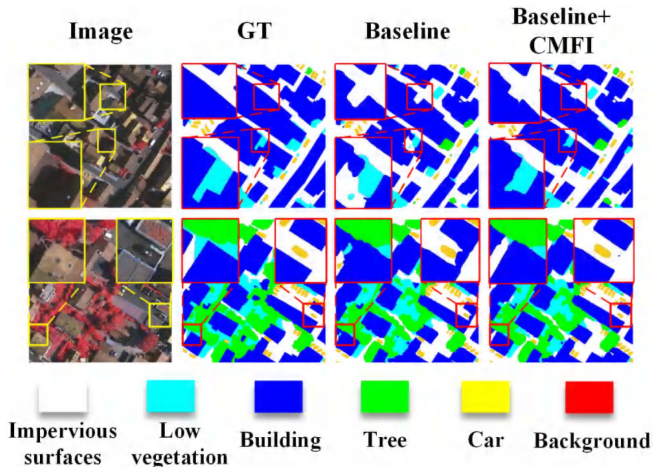 Image GT Baseline Baseline+
CMFI
Impervious
surfaces
Low
vegetation
Building
Tree
Car
Background